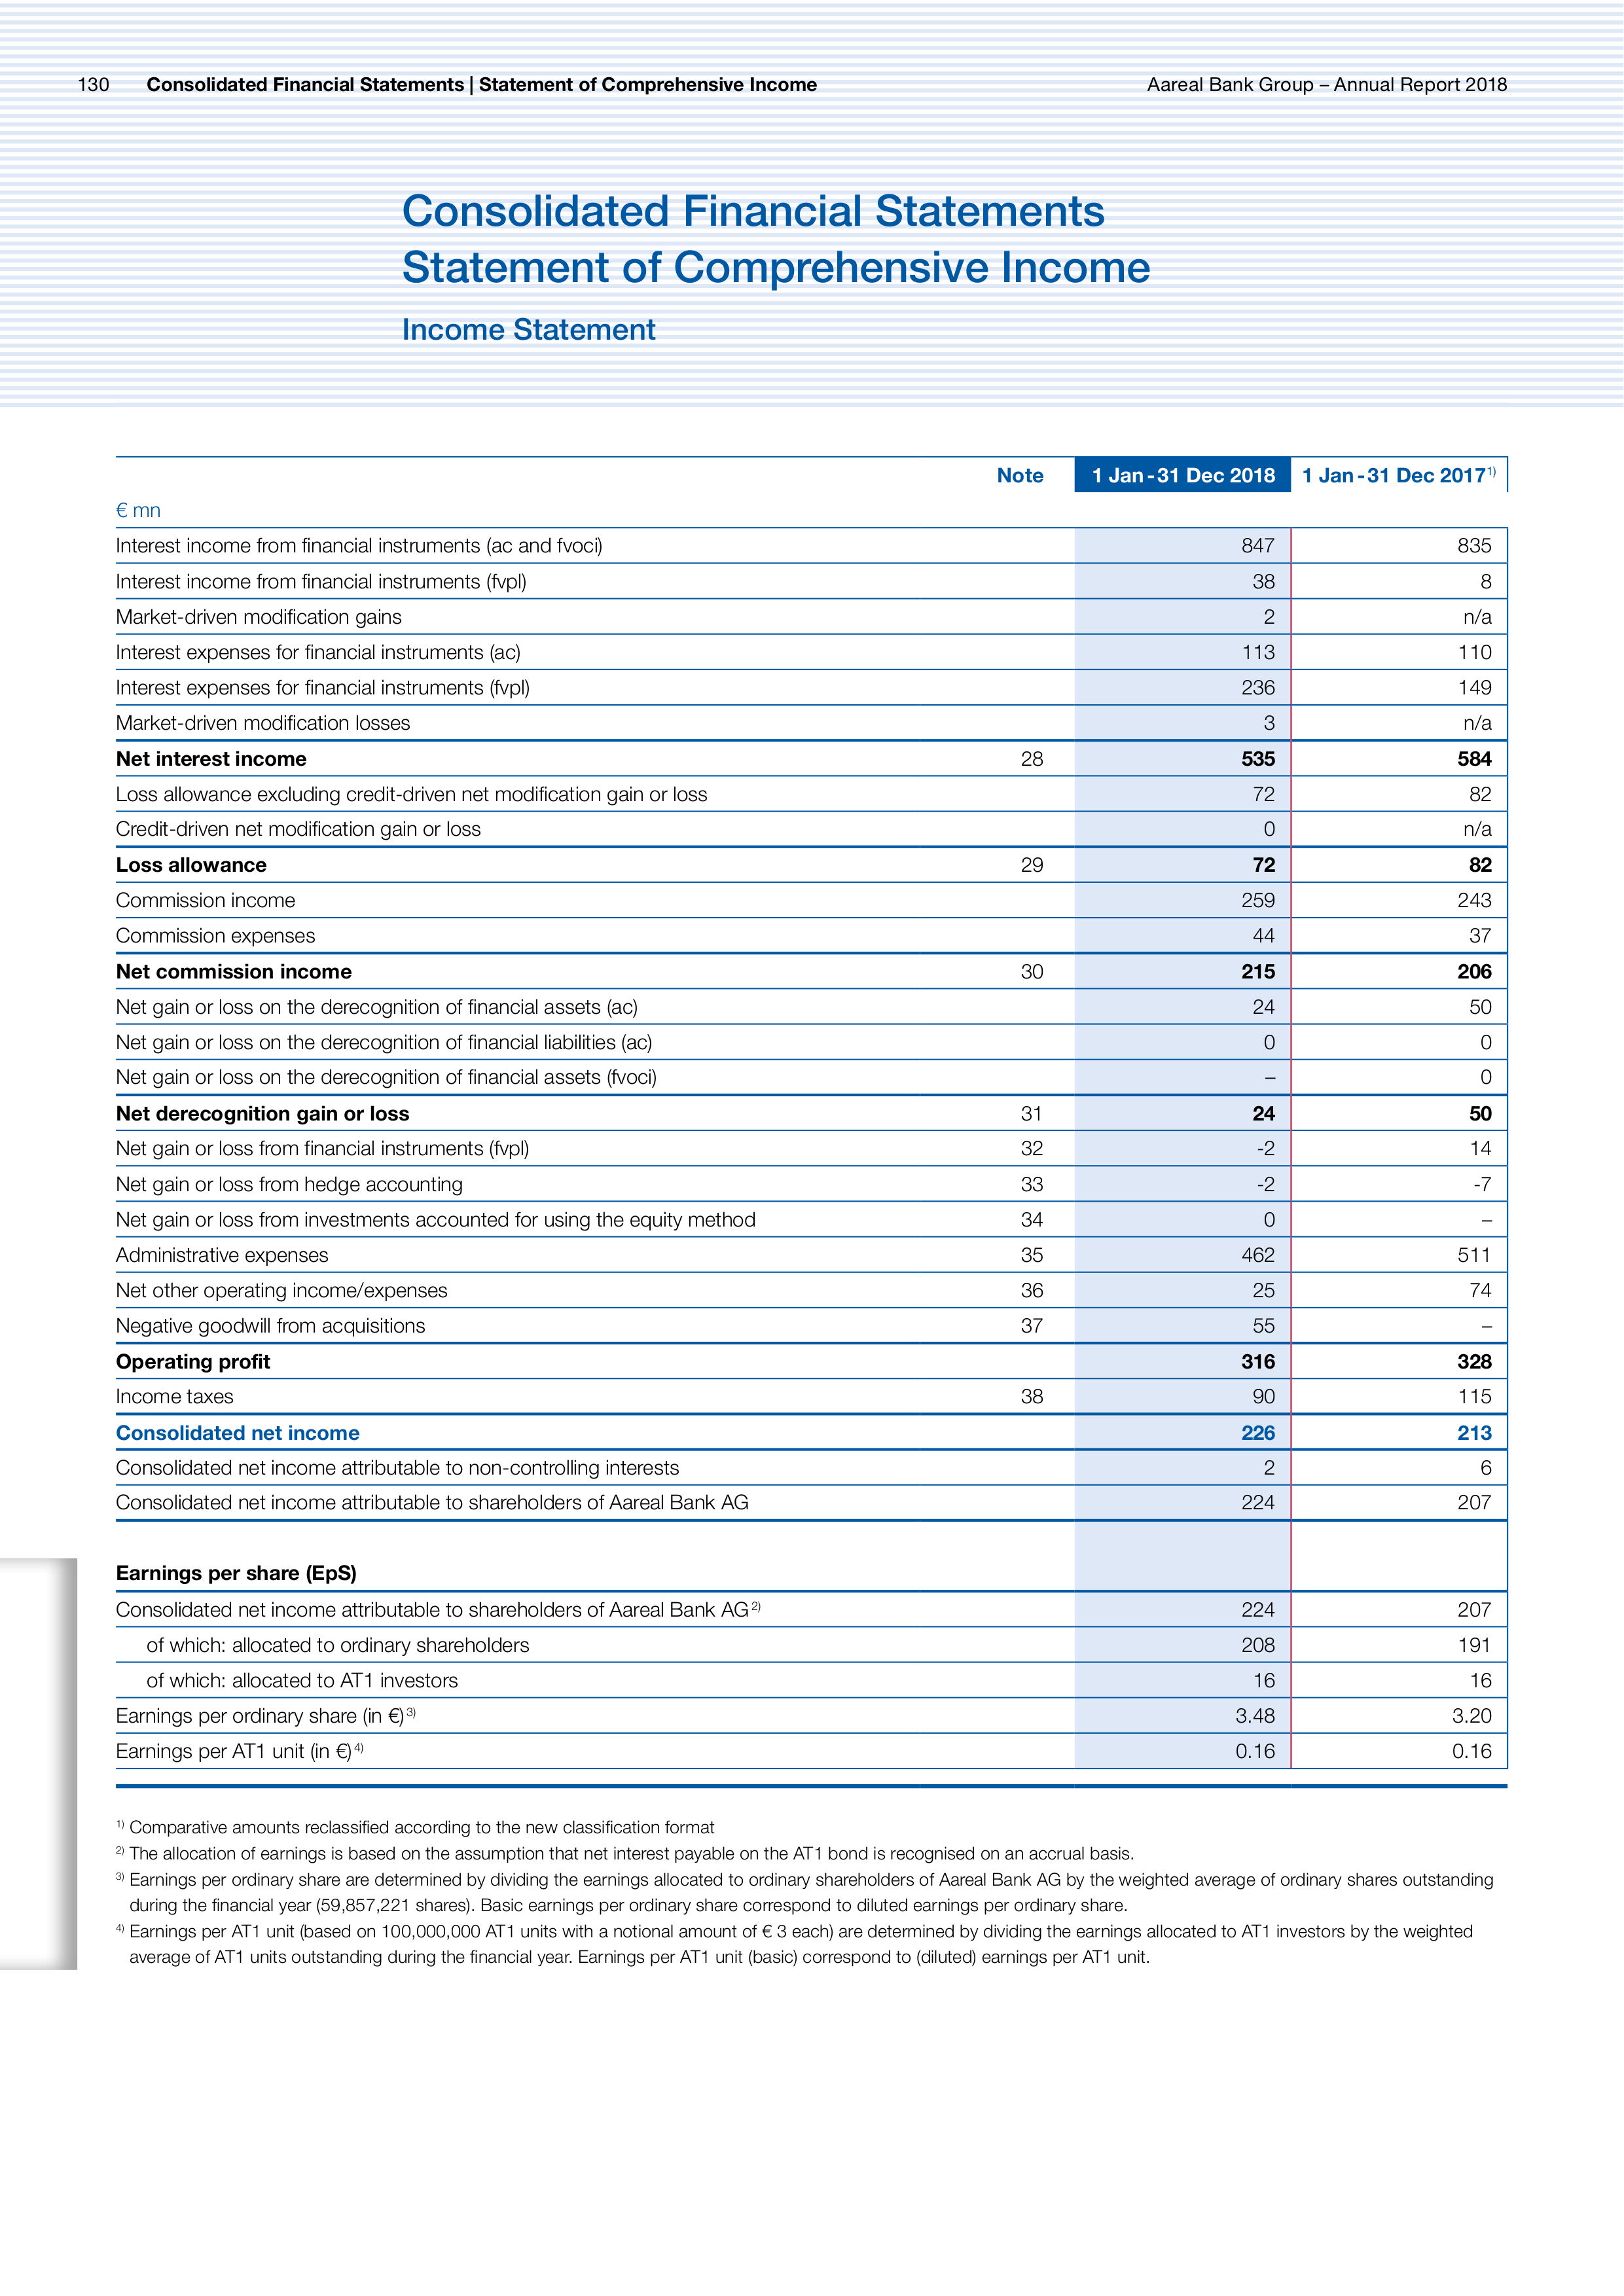 130 Consolidated Financial Statements | Statement of Comprehensive Income Aareal Bank Group – Annual Report 2018
Consolidated Financial Statements
Statement of Comprehensive Income
Income Statement
Note 1 Jan - 31 Dec 2018 1 Jan - 31 Dec 2017 1)
€ mn
Interest income from financial instruments (ac and fvoci) 847 835
Interest income from financial instruments (fvpl) 38 8
Market-driven modification gains 2 n/a
Interest expenses for financial instruments (ac) 113 110
Interest expenses for financial instruments (fvpl) 236 149
Market-driven modification losses 3 n/a
Net interest income 28 535 584
Loss allowance excluding credit-driven net modification gain or loss 72 82
Credit-driven net modification gain or loss 0 n/a
Loss allowance 29 72 82
Commission income 259 243
Commission expenses 44 37
Net commission income 30 215 206
Net gain or loss on the derecognition of financial assets (ac) 24 50
Net gain or loss on the derecognition of financial liabilities (ac) 0 0
Net gain or loss on the derecognition of financial assets (fvoci) – 0
Net derecognition gain or loss 31 24 50
Net gain or loss from financial instruments (fvpl) 32 -2 14
Net gain or loss from hedge accounting 33 -2 -7
Net gain or loss from investments accounted for using the equity method 34 0 –
Administrative expenses 35 462 511
Net other operating income/expenses 36 25 74
Negative goodwill from acquisitions 37 55 –
Operating profit 316 328
Income taxes 38 90 115
Consolidated net income 226 213
Consolidated net income attributable to non-controlling interests 2 6
Consolidated net income attributable to shareholders of Aareal Bank AG 224 207
Earnings per share (EpS)
Consolidated net income attributable to shareholders of Aareal Bank AG 2) 224 207
of which: allocated to ordinary shareholders 208 191
of which: allocated to AT1 investors 16 16
Earnings per ordinary share (in €) 3) 3.48 3.20
Earnings per AT1 unit (in €) 4) 0.16 0.16
1) Comparative amounts reclassified according to the new classification format
2) The allocation of earnings is based on the assumption that net interest payable on the AT1 bond is recognised on an accrual basis.
3) Earnings per ordinary share are determined by dividing the earnings allocated to ordinary shareholders of Aareal Bank AG by the weighted average of ordinary shares outstanding
during the financial year (59,857,221 shares). Basic earnings per ordinary share correspond to diluted earnings per ordinary share.
4) Earnings per AT1 unit (based on 100,000,000 AT1 units with a notional amount of € 3 each) are determined by dividing the earnings allocated to AT1 investors by the weighted
average of AT1 units outstanding during the financial year. Earnings per AT1 unit (basic) correspond to (diluted) earnings per AT1 unit.